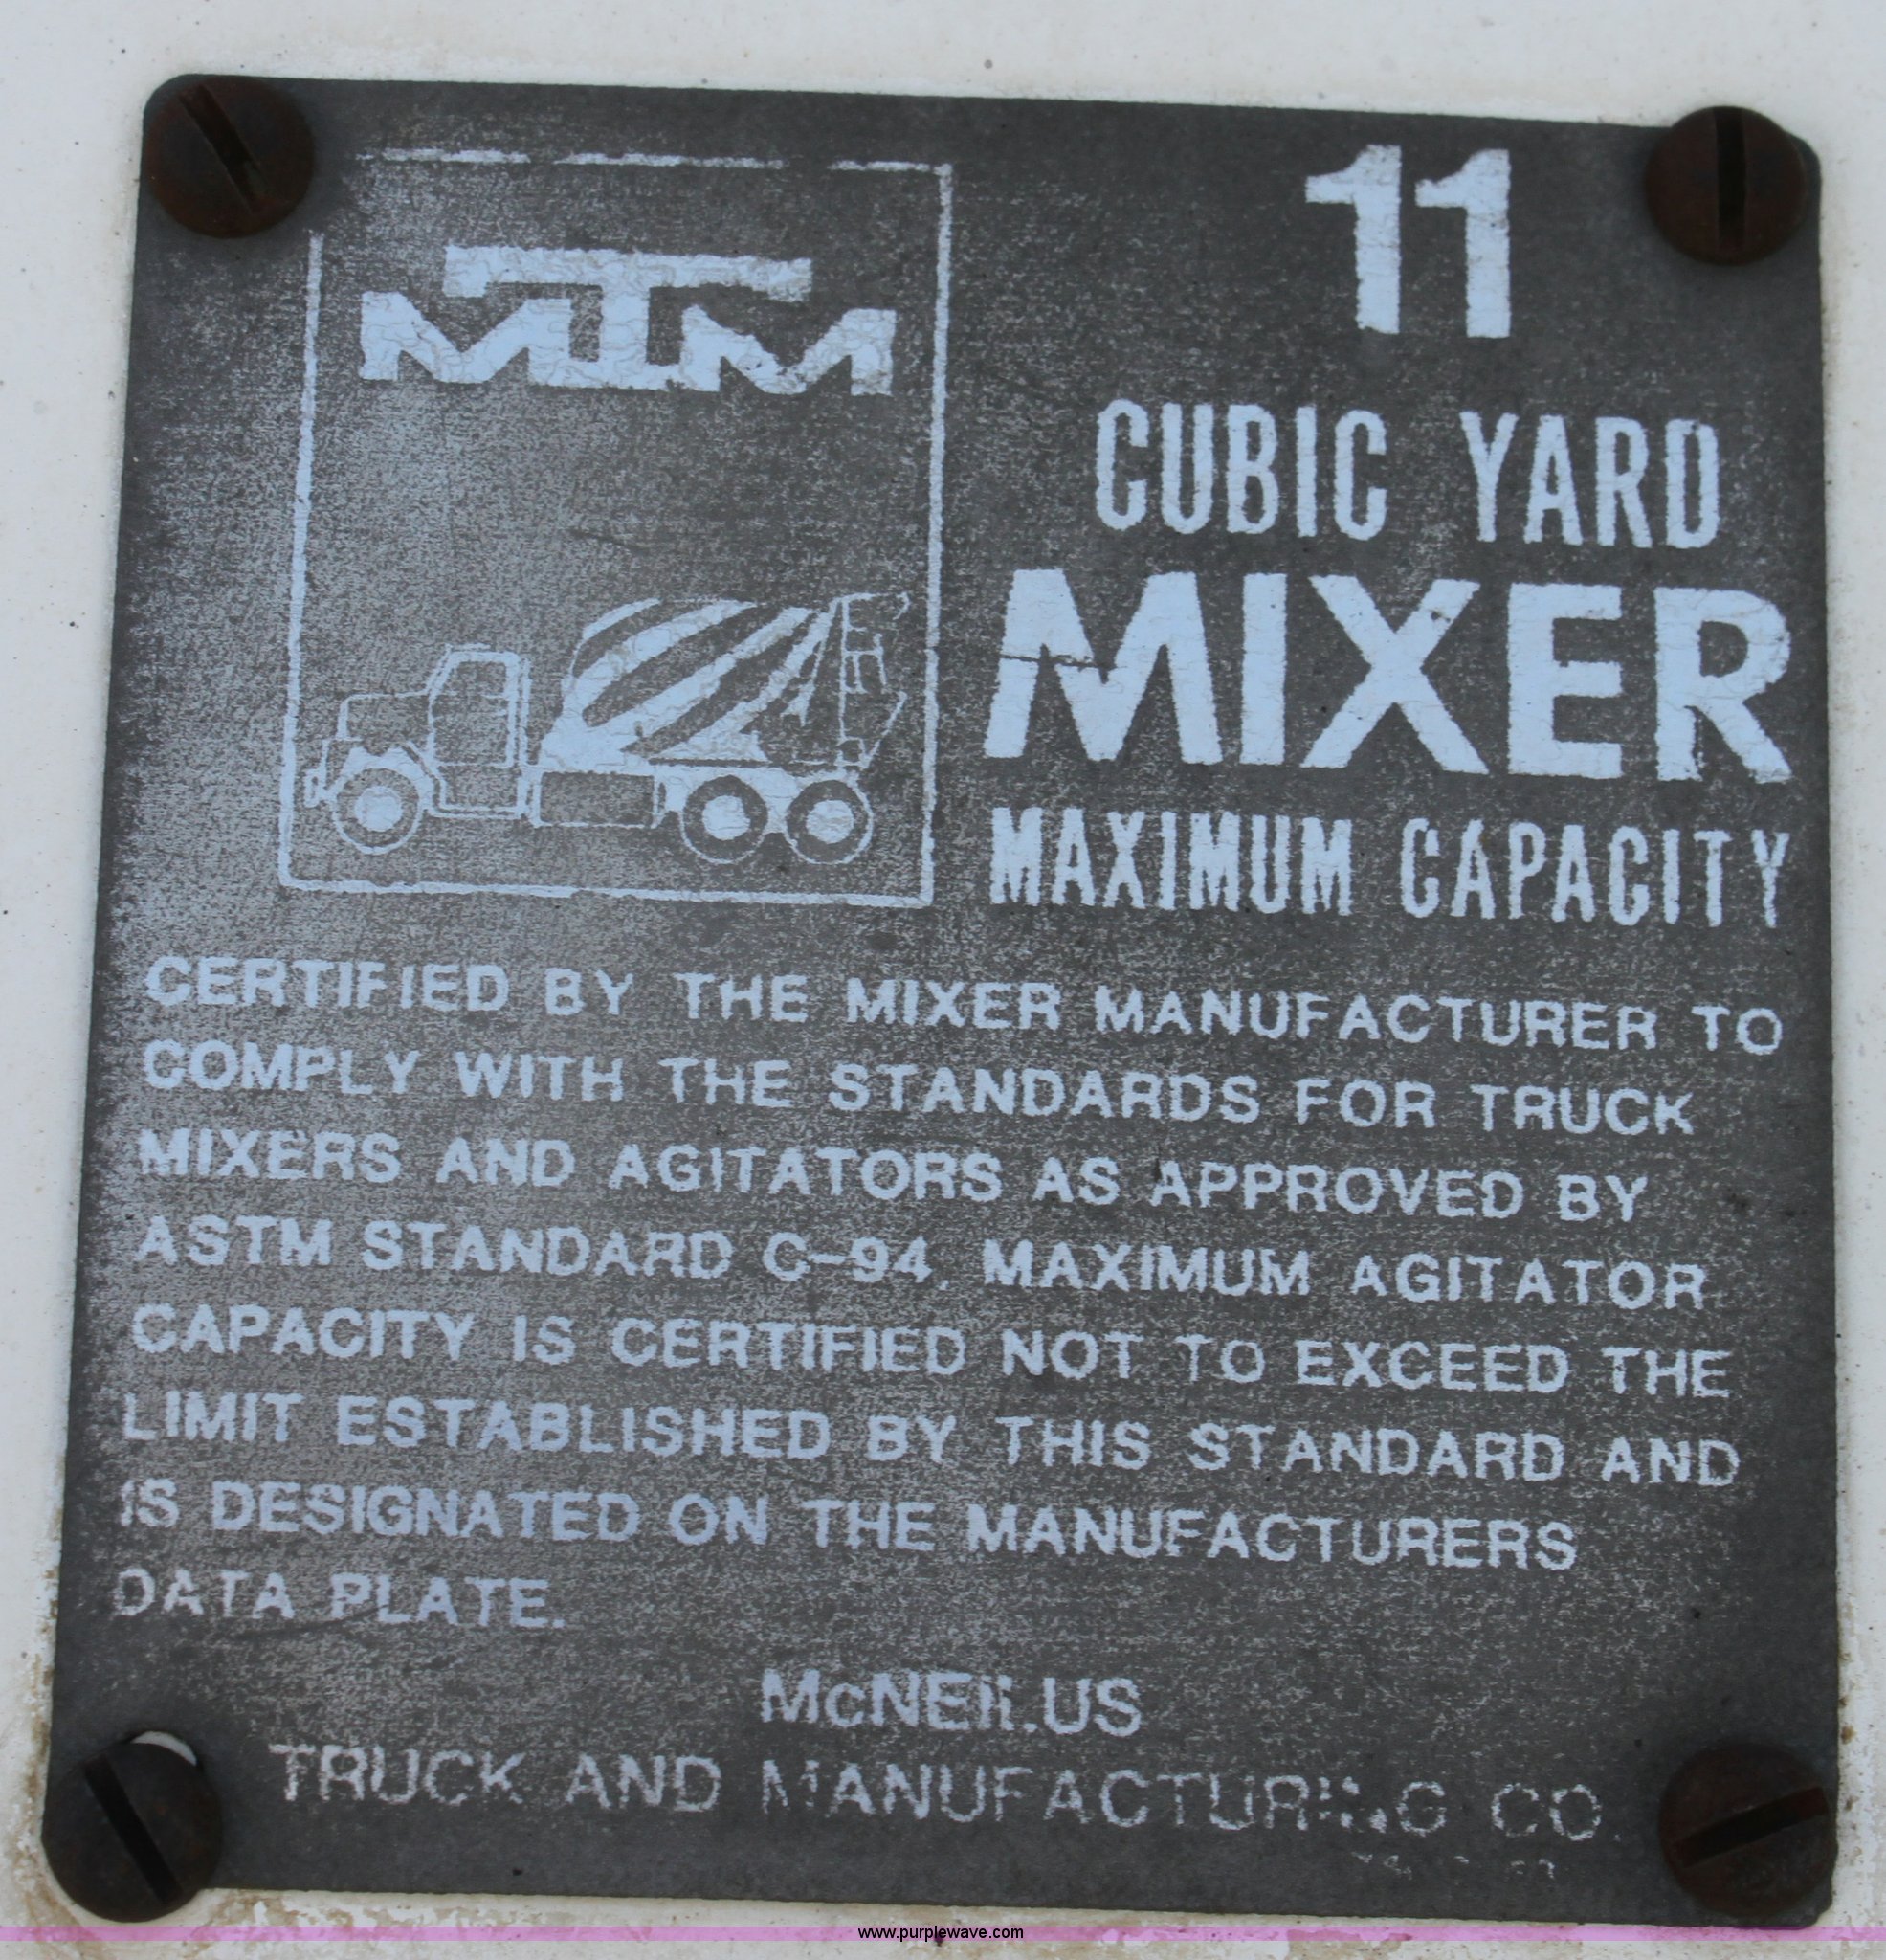 MTM
11
CUBIC YARD
MIXER
MAXIMUM CAPACITY
CERTIFIED BY THE MIXER MANUFACTURER TO
COMPLY WITH THE STANDARDS FOR TRUCK
MIXERS AND AGITATORS AS APPROVED BY
ASTM STANDARD C-94. MAXIMUM AGITATOR
CAPACITY IS CERTIFIED NOT TO EXCEED THE
LIMIT ESTABLISHED BY THIS STANDARD AND
IS DESIGNATED ON THE MANUFACTURERS
DATA PLATE.
McNEILUS
TRUCK AND MANUFACTURING CO.
www.purplewave.com